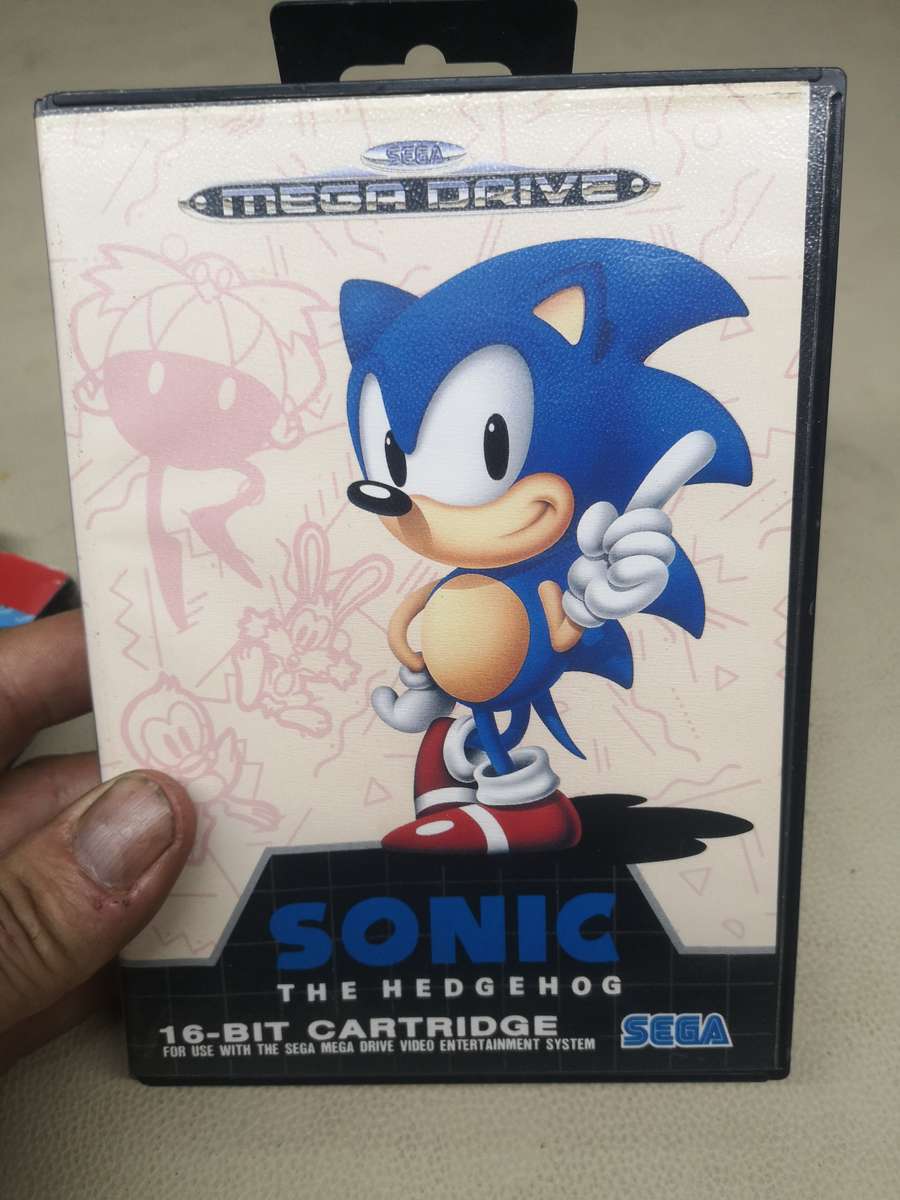 SEGA
MEGA DRIVE
SONIC
THE HEDGEHOG
16-BIT CARTRIDGE
FOR USE WITH THE SEGA MEGA DRIVE VIDEO ENTERTAINMENT SYSTEM
SEGA